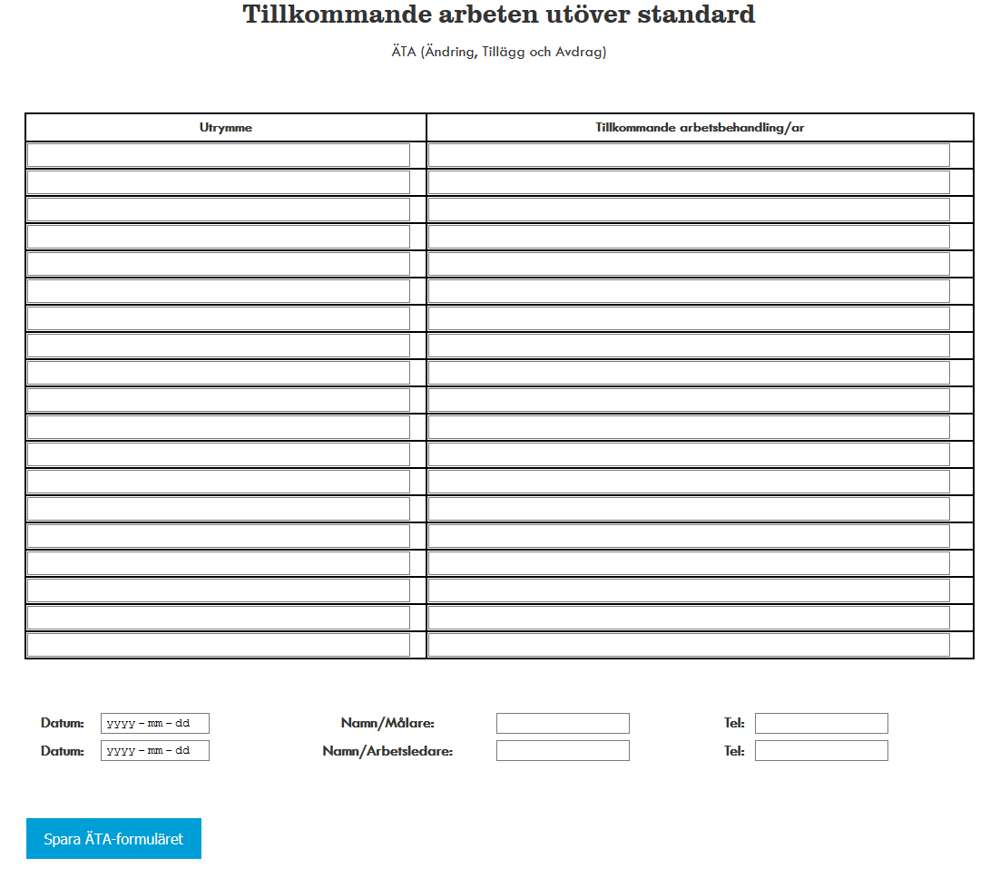 Tillkommande arbeten utöver standard
ÄTA (Ändring, Tillägg och Avdrag)
Utrymme Tillkommande arbetsbehandling/ar
Datum: yyyy-mm-dd Namn/Målare: Tel:
Datum: yyyy-mm-dd Namn/Arbetsledare: Tel:
Spara ÄTA-formuläret